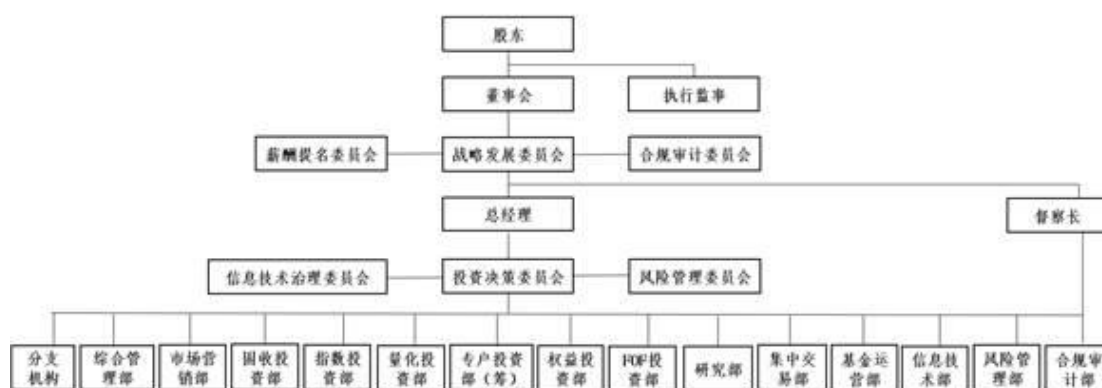 股东
董事会
执行监事
薪酬提名委员会
战略发展委员会
合规审计委员会
总经理
督察长
信息技术治理委员会
投资决策委员会
风险管理委员会
分支
机构
综合管
理部
市场营
销部
固收投
资部
指数投
资部
量化投
资部
专户投资
部（筹）
权益投
资部
FOF投
资部
研究部
集中交
易部
基金运
营部
信息技
术部
风险管
理部
合规审
计部